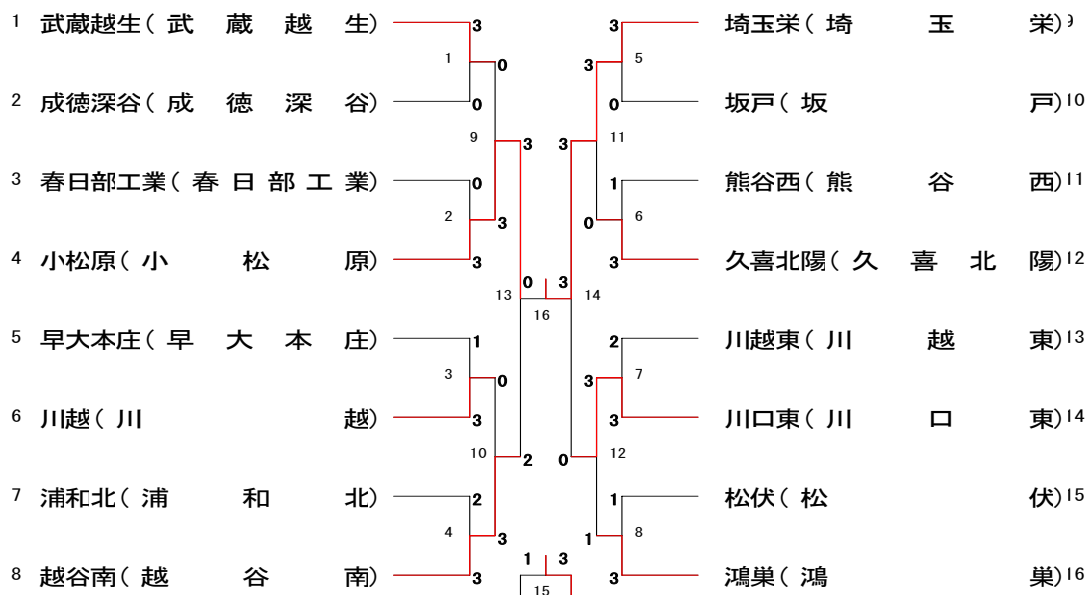 1 武蔵越生(武蔵越生) 3 3 埼玉栄(埼玉栄) 9
1 0 3 5
2 成徳深谷(成徳深谷) 0 0 坂戸(坂戸) 10
9 3 3 11
3 春日部工業(春日部工業) 0 1 熊谷西(熊谷西) 11
2 3 0 6
4 小松原(小松原) 3 3 久喜北陽(久喜北陽) 12
13 0 3 14
16
5 早大本庄(早大本庄) 1 2 川越東(川越東) 13
3 0 3 7
6 川越(川越) 3 3 川口東(川口東) 14
10 2 0 12
7 浦和北(浦和北) 2 1 松伏(松伏) 15
4 3 1 8
1 3
8 越谷南(越谷南) 3 3 鴻巣(鴻巣) 16
15